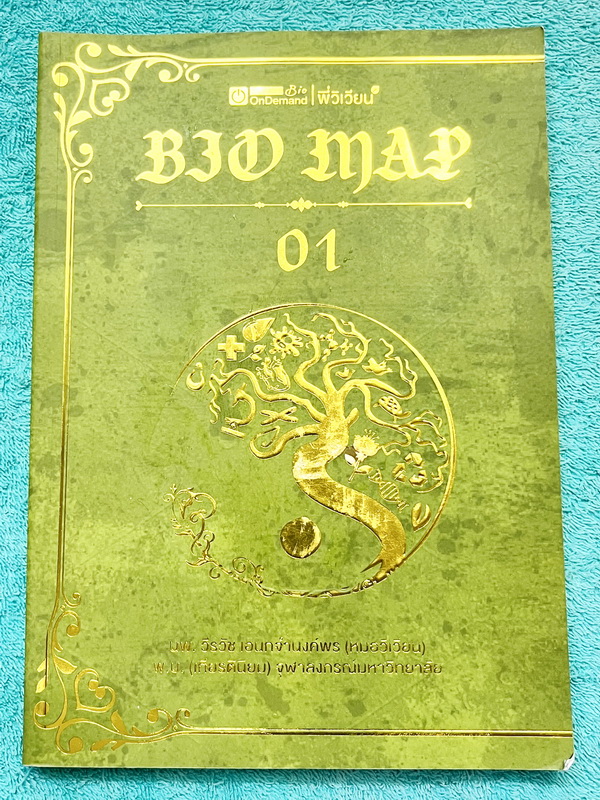 Bio
OnDemand | พี่วิเวียน
BIO MAP
01
นพ. วีรวัช เอนกจำนงค์พร (หมอวิเวียน)
พ.บ. (เกียรตินิยม) จุฬาลงกรณ์มหาวิทยาลัย